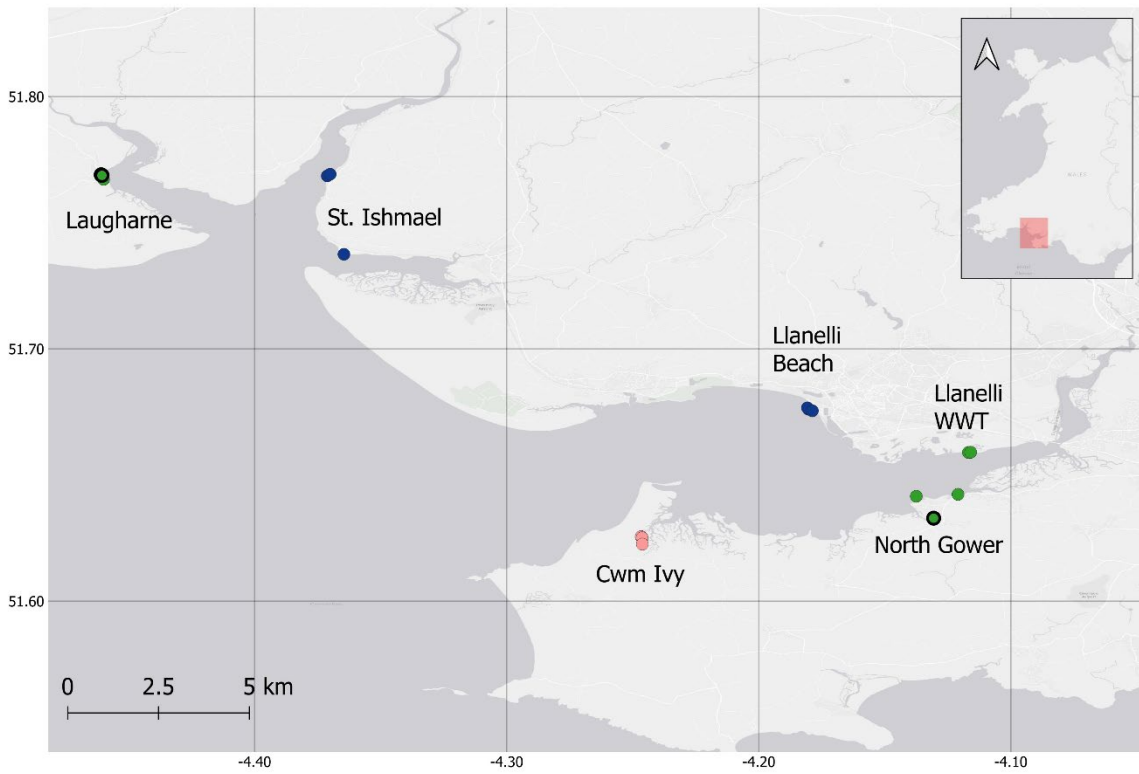 51.80
WALES
Laugharne
St. Ishmael
51.70
Llanelli
Beach
Llanelli
WWT
North Gower
Cwm Ivy
51.60
0 2.5 5 km
-4.40 -4.30 -4.20 -4.10